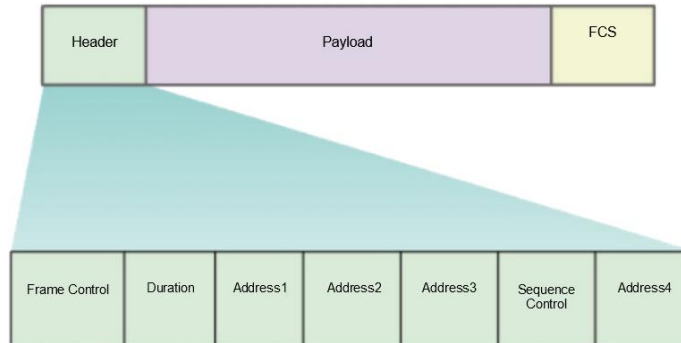 Header
Payload
FCS
Frame Control
Duration
Address1
Address2
Address3
Sequence
Control
Address4